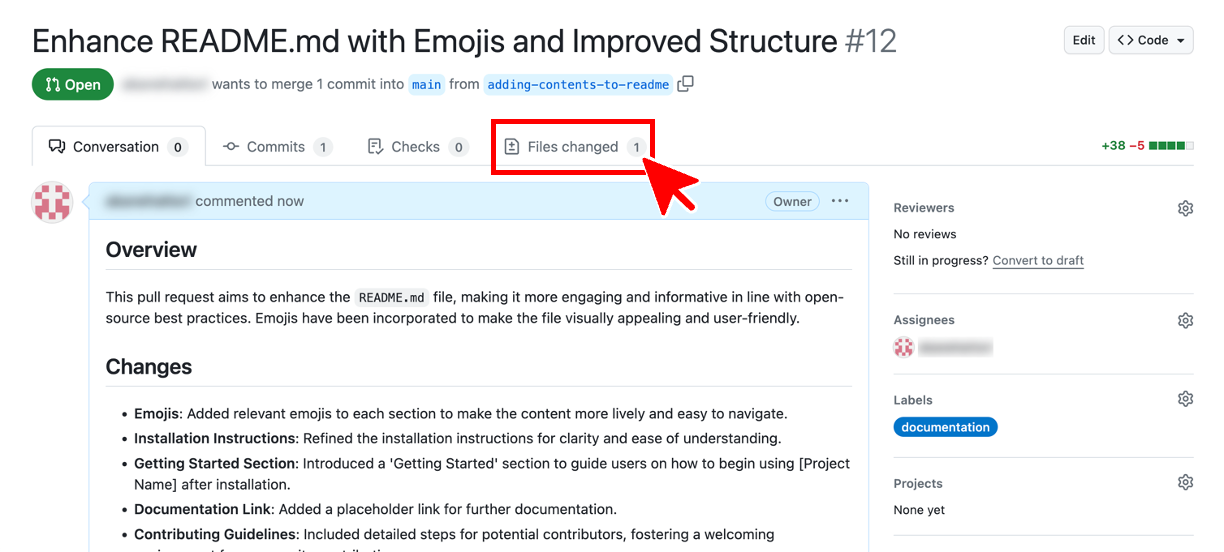 Enhance README.md with Emojis and Improved Structure #12
Edit
<> Code
Open
wants to merge 1 commit into main from adding-contents-to-readme
Conversation 0
Commits 1
Checks 0
Files changed 1
+38 −5
commented now
Owner
Overview
This pull request aims to enhance the README.md file, making it more engaging and informative in line with open-
source best practices. Emojis have been incorporated to make the file visually appealing and user-friendly.
Changes
• Emojis: Added relevant emojis to each section to make the content more lively and easy to navigate.
• Installation Instructions: Refined the installation instructions for clarity and ease of understanding.
• Getting Started Section: Introduced a 'Getting Started' section to guide users on how to begin using [Project
Name] after installation.
• Documentation Link: Added a placeholder link for further documentation.
• Contributing Guidelines: Included detailed steps for potential contributors, fostering a welcoming
Reviewers
No reviews
Still in progress? Convert to draft
Assignees
Labels
documentation
Projects
None yet